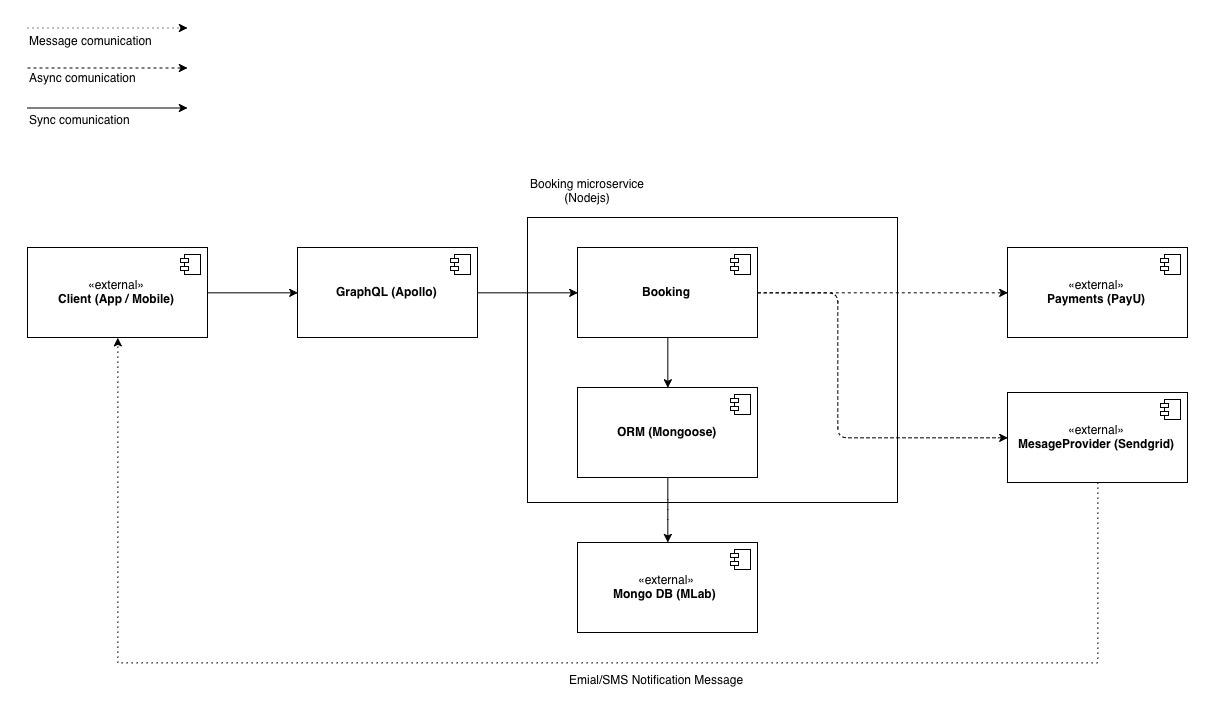 Message comunication
Async comunication
Sync comunication
Booking microservice
(Nodejs)
«external»
Client (App / Mobile)
GraphQL (Apollo)
Booking
«external»
Payments (PayU)
ORM (Mongoose)
«external»
MesageProvider (Sendgrid)
«external»
Mongo DB (MLab)
Emial/SMS Notification Message